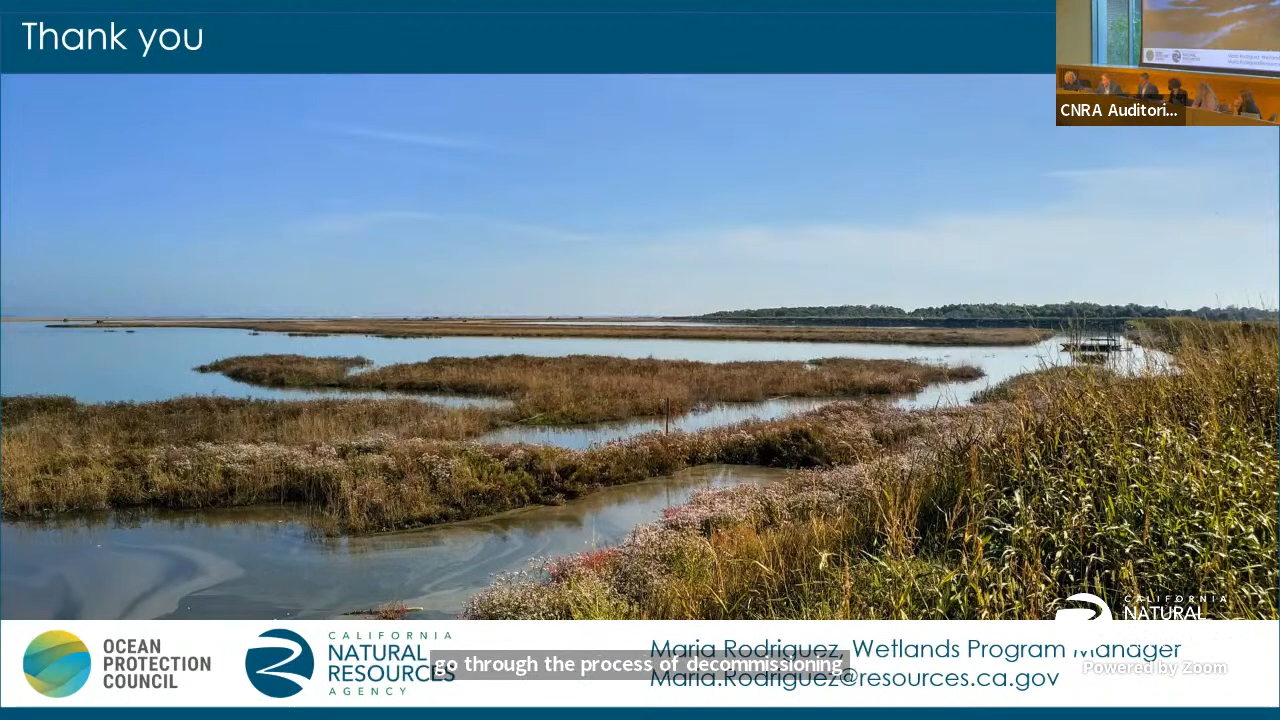 Thank you
CNRA Auditori...
CALIFORNIA
NATURAL
OCEAN
PROTECTION
COUNCIL
CALIFORNIA
NATURAL
RESOURCES
AGENCY
Maria Rodriguez, Wetlands Program Manager
Maria.Rodriguez@resources.ca.gov
go through the process of decommissioning
Powered by Zoom